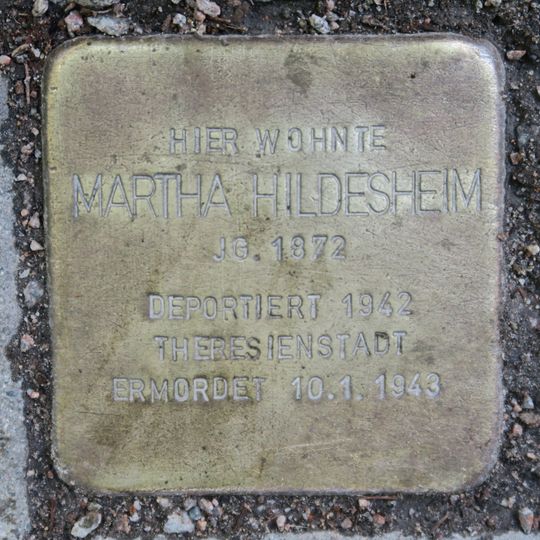 HIER WOHNTE
MARTHA HILDESHEIM
JG. 1872
DEPORTIERT 1942
THERESIENSTADT
ERMORDET 10.1.1943